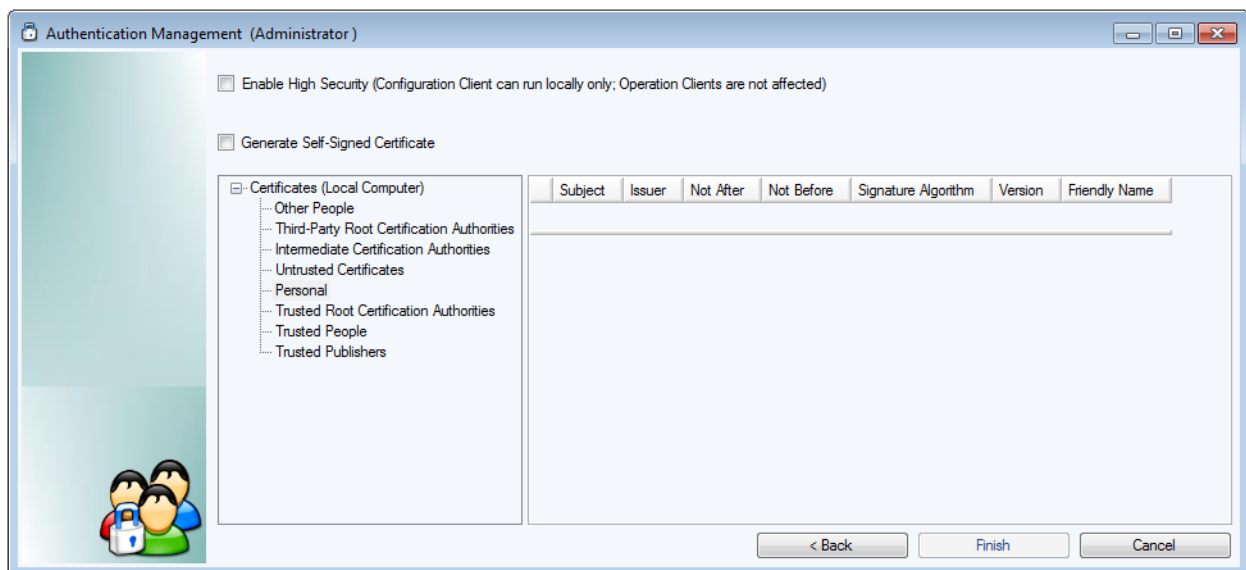 Authentication Management (Administrator )
Enable High Security (Configuration Client can run locally only; Operation Clients are not affected)
Generate Self-Signed Certificate
Certificates (Local Computer)
Other People
Third-Party Root Certification Authorities
Intermediate Certification Authorities
Untrusted Certificates
Personal
Trusted Root Certification Authorities
Trusted People
Trusted Publishers
Subject Issuer Not After Not Before Signature Algorithm Version Friendly Name
< Back Finish Cancel